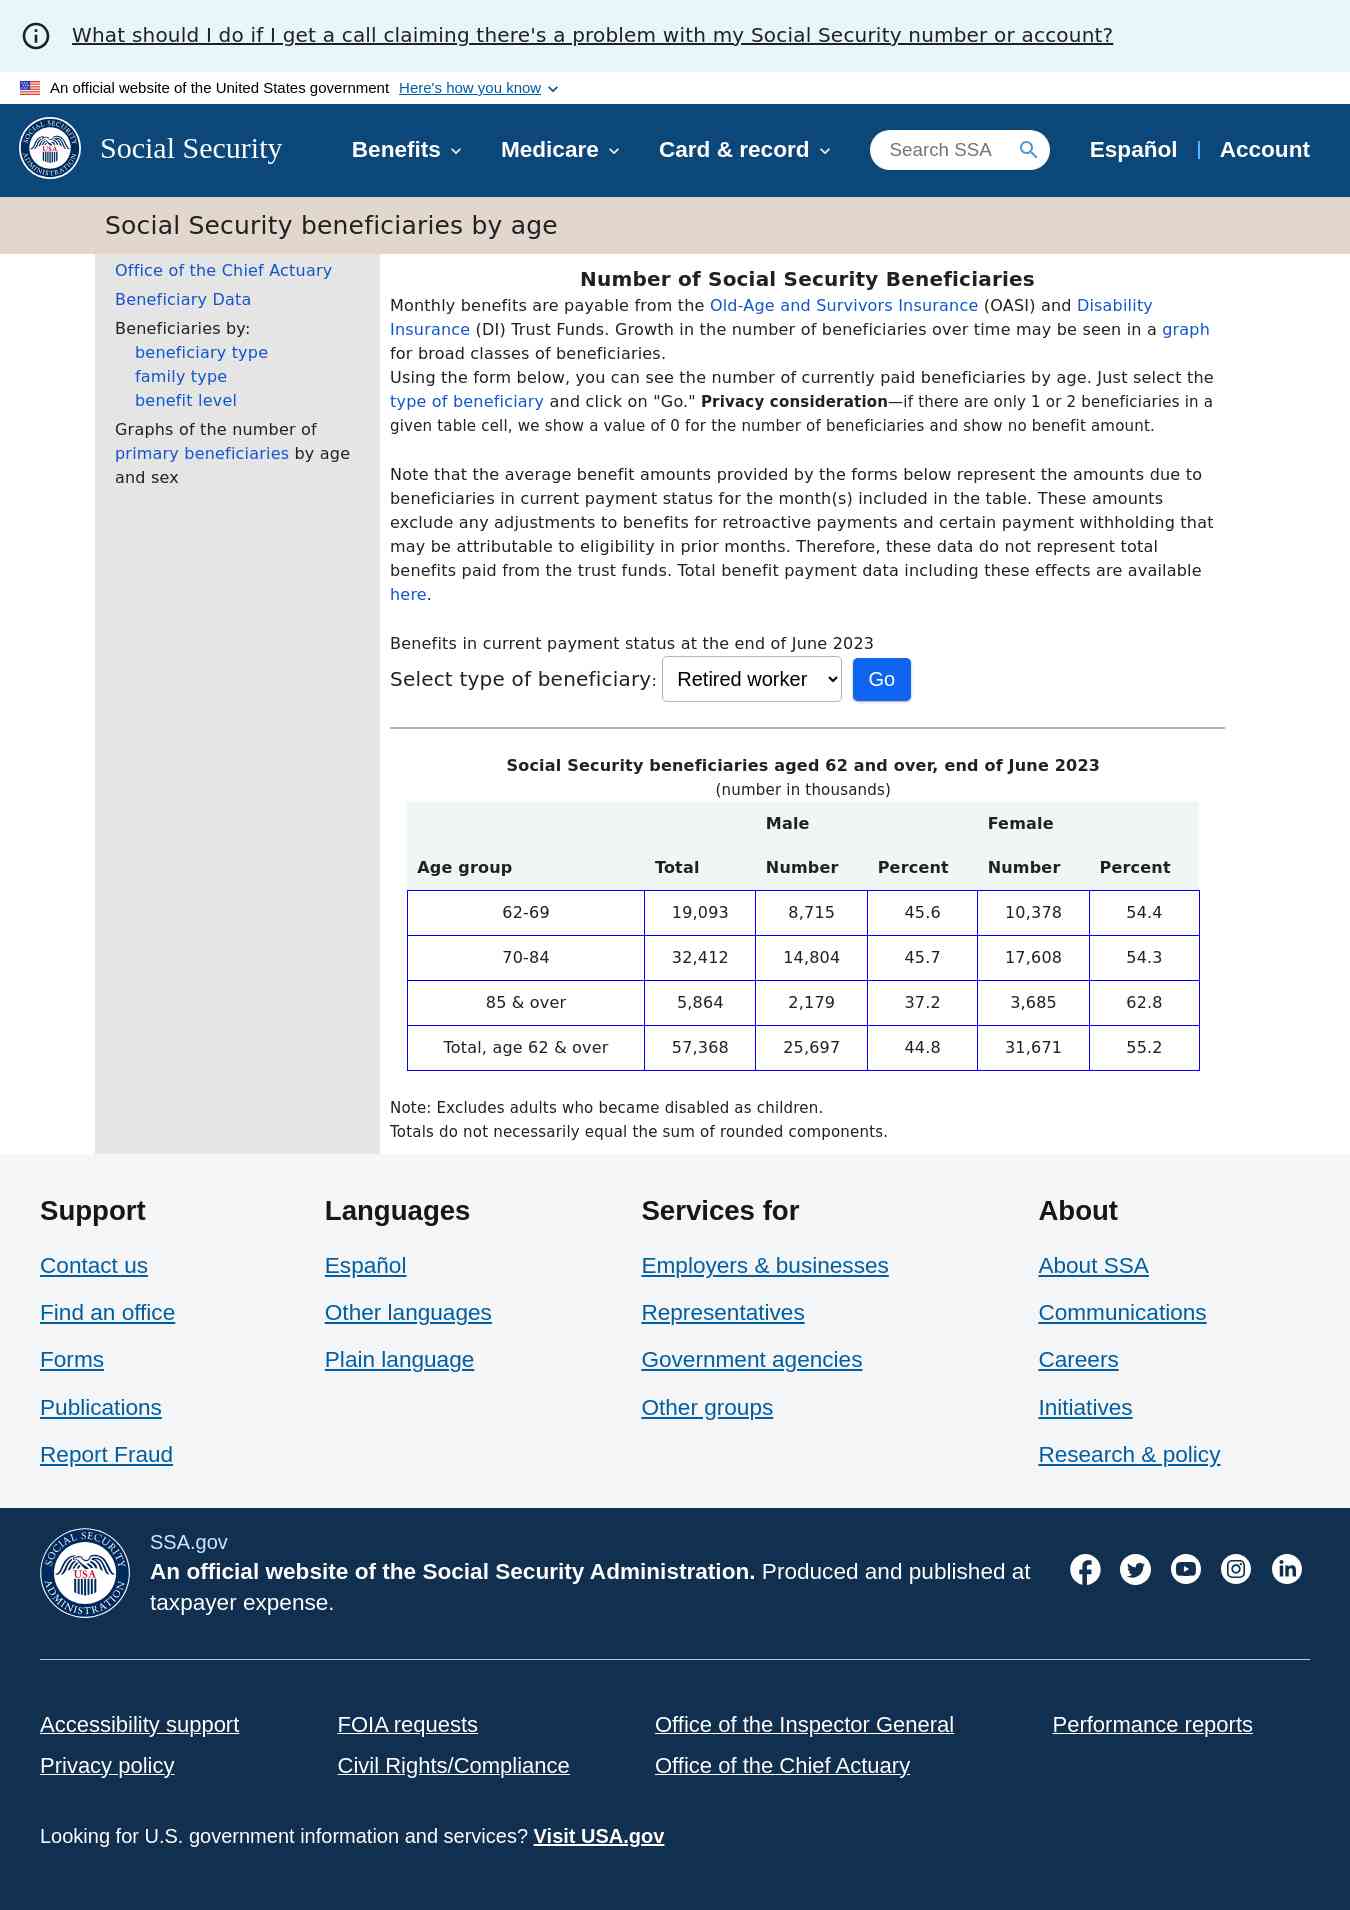 What should I do if I get a call claiming there's a problem with my Social Security number or account?
An official website of the United States government Here's how you know
Social Security Benefits Medicare Card & record Search SSA Español Account
Social Security beneficiaries by age
Office of the Chief Actuary
Beneficiary Data
Beneficiaries by:
beneficiary type
family type
benefit level
Graphs of the number of
primary beneficiaries by age
and sex
Number of Social Security Beneficiaries
Monthly benefits are payable from the Old-Age and Survivors Insurance (OASI) and Disability
Insurance (DI) Trust Funds. Growth in the number of beneficiaries over time may be seen in a graph
for broad classes of beneficiaries.
Using the form below, you can see the number of currently paid beneficiaries by age. Just select the
type of beneficiary and click on "Go." Privacy consideration—if there are only 1 or 2 beneficiaries in a
given table cell, we show a value of 0 for the number of beneficiaries and show no benefit amount.
Note that the average benefit amounts provided by the forms below represent the amounts due to
beneficiaries in current payment status for the month(s) included in the table. These amounts
exclude any adjustments to benefits for retroactive payments and certain payment withholding that
may be attributable to eligibility in prior months. Therefore, these data do not represent total
benefits paid from the trust funds. Total benefit payment data including these effects are available
here.
Benefits in current payment status at the end of June 2023
Select type of beneficiary: Retired worker Go
Social Security beneficiaries aged 62 and over, end of June 2023
(number in thousands)
Male Female
Age group Total Number Percent Number Percent
62-69 19,093 8,715 45.6 10,378 54.4
70-84 32,412 14,804 45.7 17,608 54.3
85 & over 5,864 2,179 37.2 3,685 62.8
Total, age 62 & over 57,368 25,697 44.8 31,671 55.2
Note: Excludes adults who became disabled as children.
Totals do not necessarily equal the sum of rounded components.
Support Languages Services for About
Contact us Español Employers & businesses About SSA
Find an office Other languages Representatives Communications
Forms Plain language Government agencies Careers
Publications Other groups Initiatives
Report Fraud Research & policy
SOCIAL SECURITY
USA
ADMINISTRATION
SSA.gov
An official website of the Social Security Administration. Produced and published at
taxpayer expense.
Accessibility support FOIA requests Office of the Inspector General Performance reports
Privacy policy Civil Rights/Compliance Office of the Chief Actuary
Looking for U.S. government information and services? Visit USA.gov